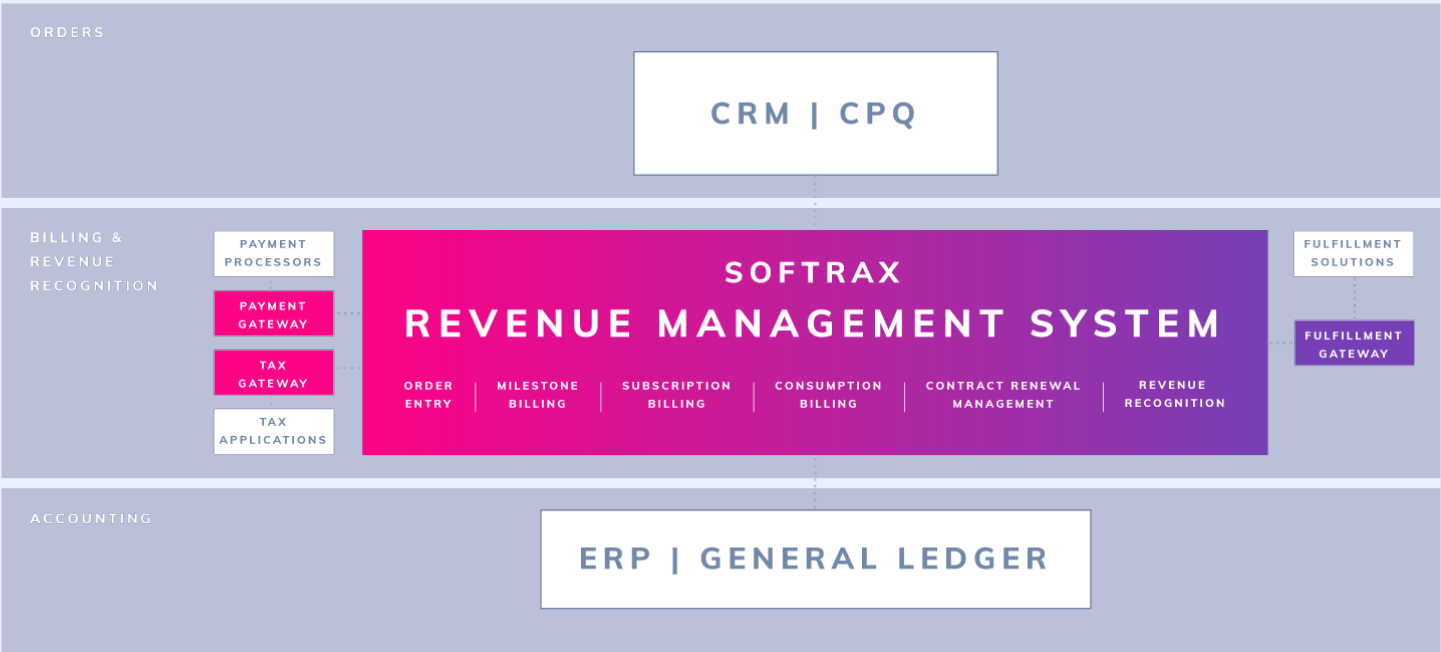 ORDERS
CRM | CPQ
BILLING &
REVENUE
RECOGNITION
PAYMENT
PROCESSORS
PAYMENT
GATEWAY
TAX
GATEWAY
TAX
APPLICATIONS
SOFTRAX
REVENUE MANAGEMENT SYSTEM
ORDER
ENTRY
MILESTONE
BILLING
SUBSCRIPTION
BILLING
CONSUMPTION
BILLING
CONTRACT RENEWAL
MANAGEMENT
REVENUE
RECOGNITION
FULFILLMENT
SOLUTIONS
FULFILLMENT
GATEWAY
ACCOUNTING
ERP | GENERAL LEDGER